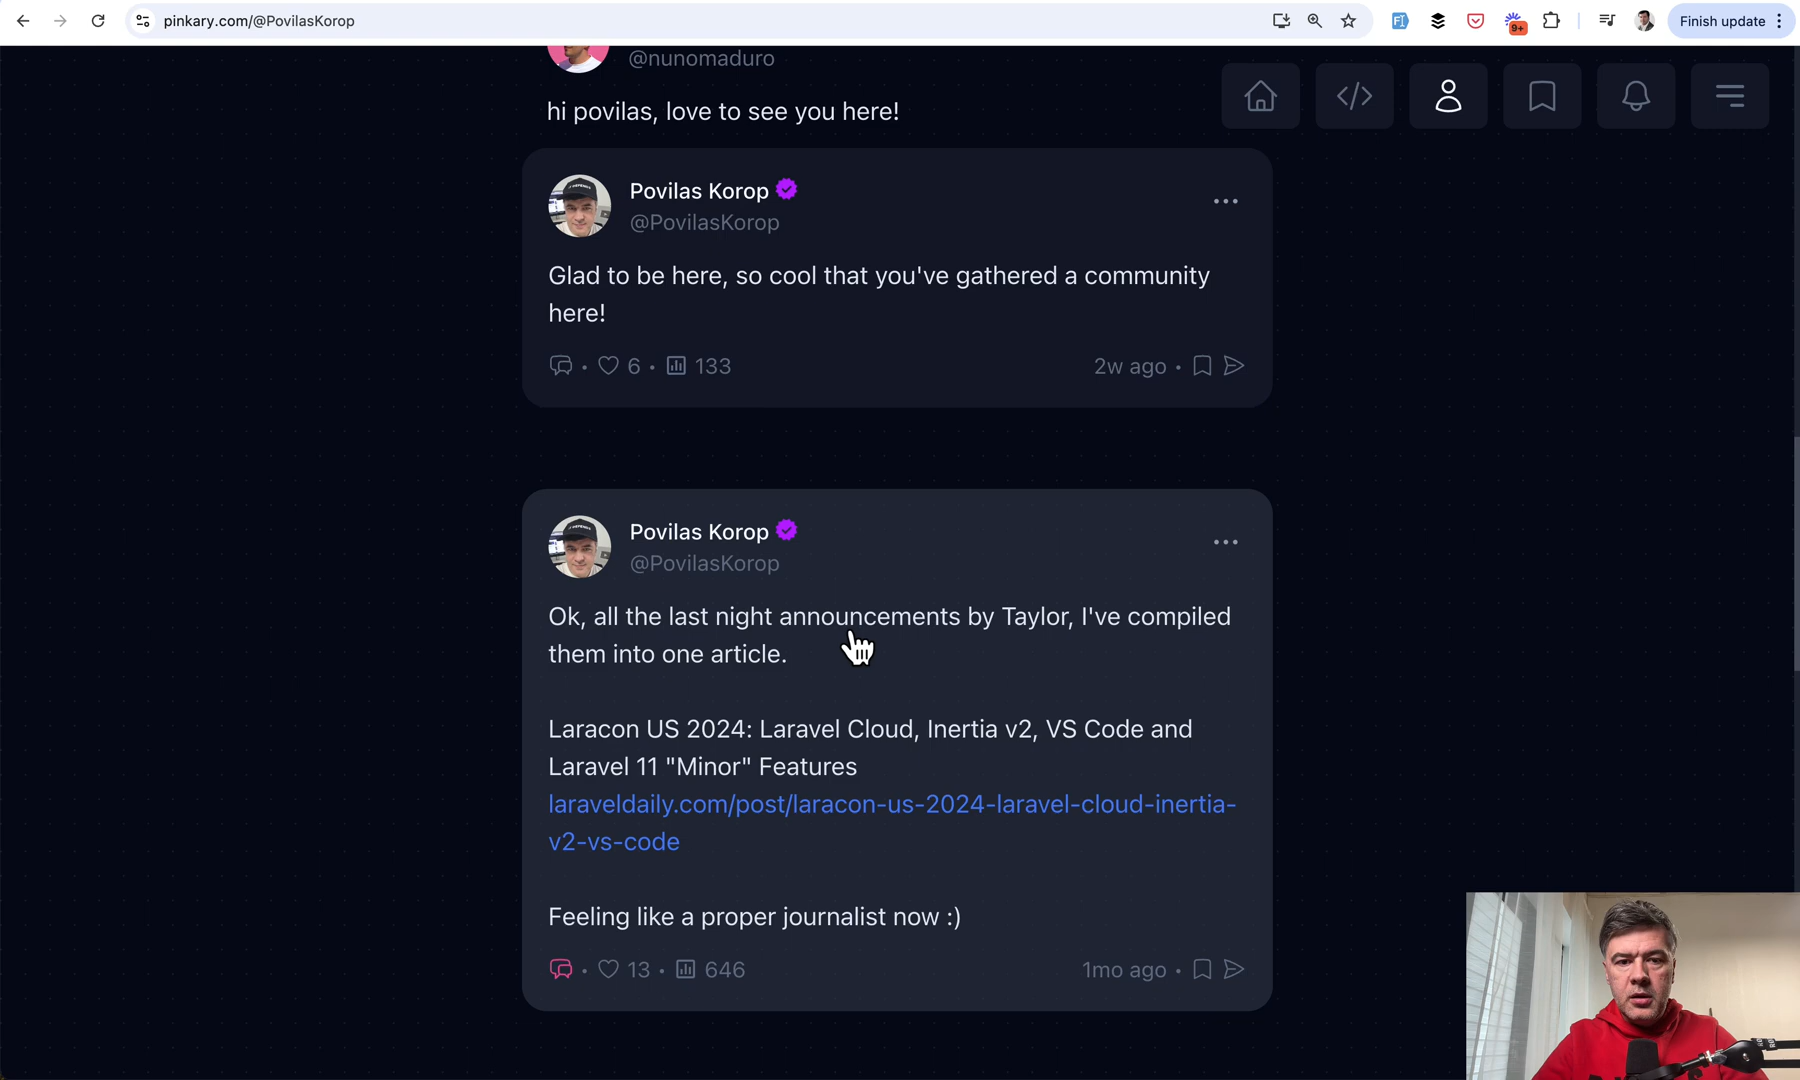 pinkary.com/@PovilasKorop
9+
Finish update
@nunomaduro
hi povilas, love to see you here!
Povilas Korop
@PovilasKorop
Glad to be here, so cool that you've gathered a community
here!
6 • 133
2w ago •
Povilas Korop
@PovilasKorop
Ok, all the last night announcements by Taylor, I've compiled
them into one article.
Laracon US 2024: Laravel Cloud, Inertia v2, VS Code and
Laravel 11 "Minor" Features
laraveldaily.com/post/laracon-us-2024-laravel-cloud-inertia-
v2-vs-code
Feeling like a proper journalist now :)
13 • 646
1mo ago •